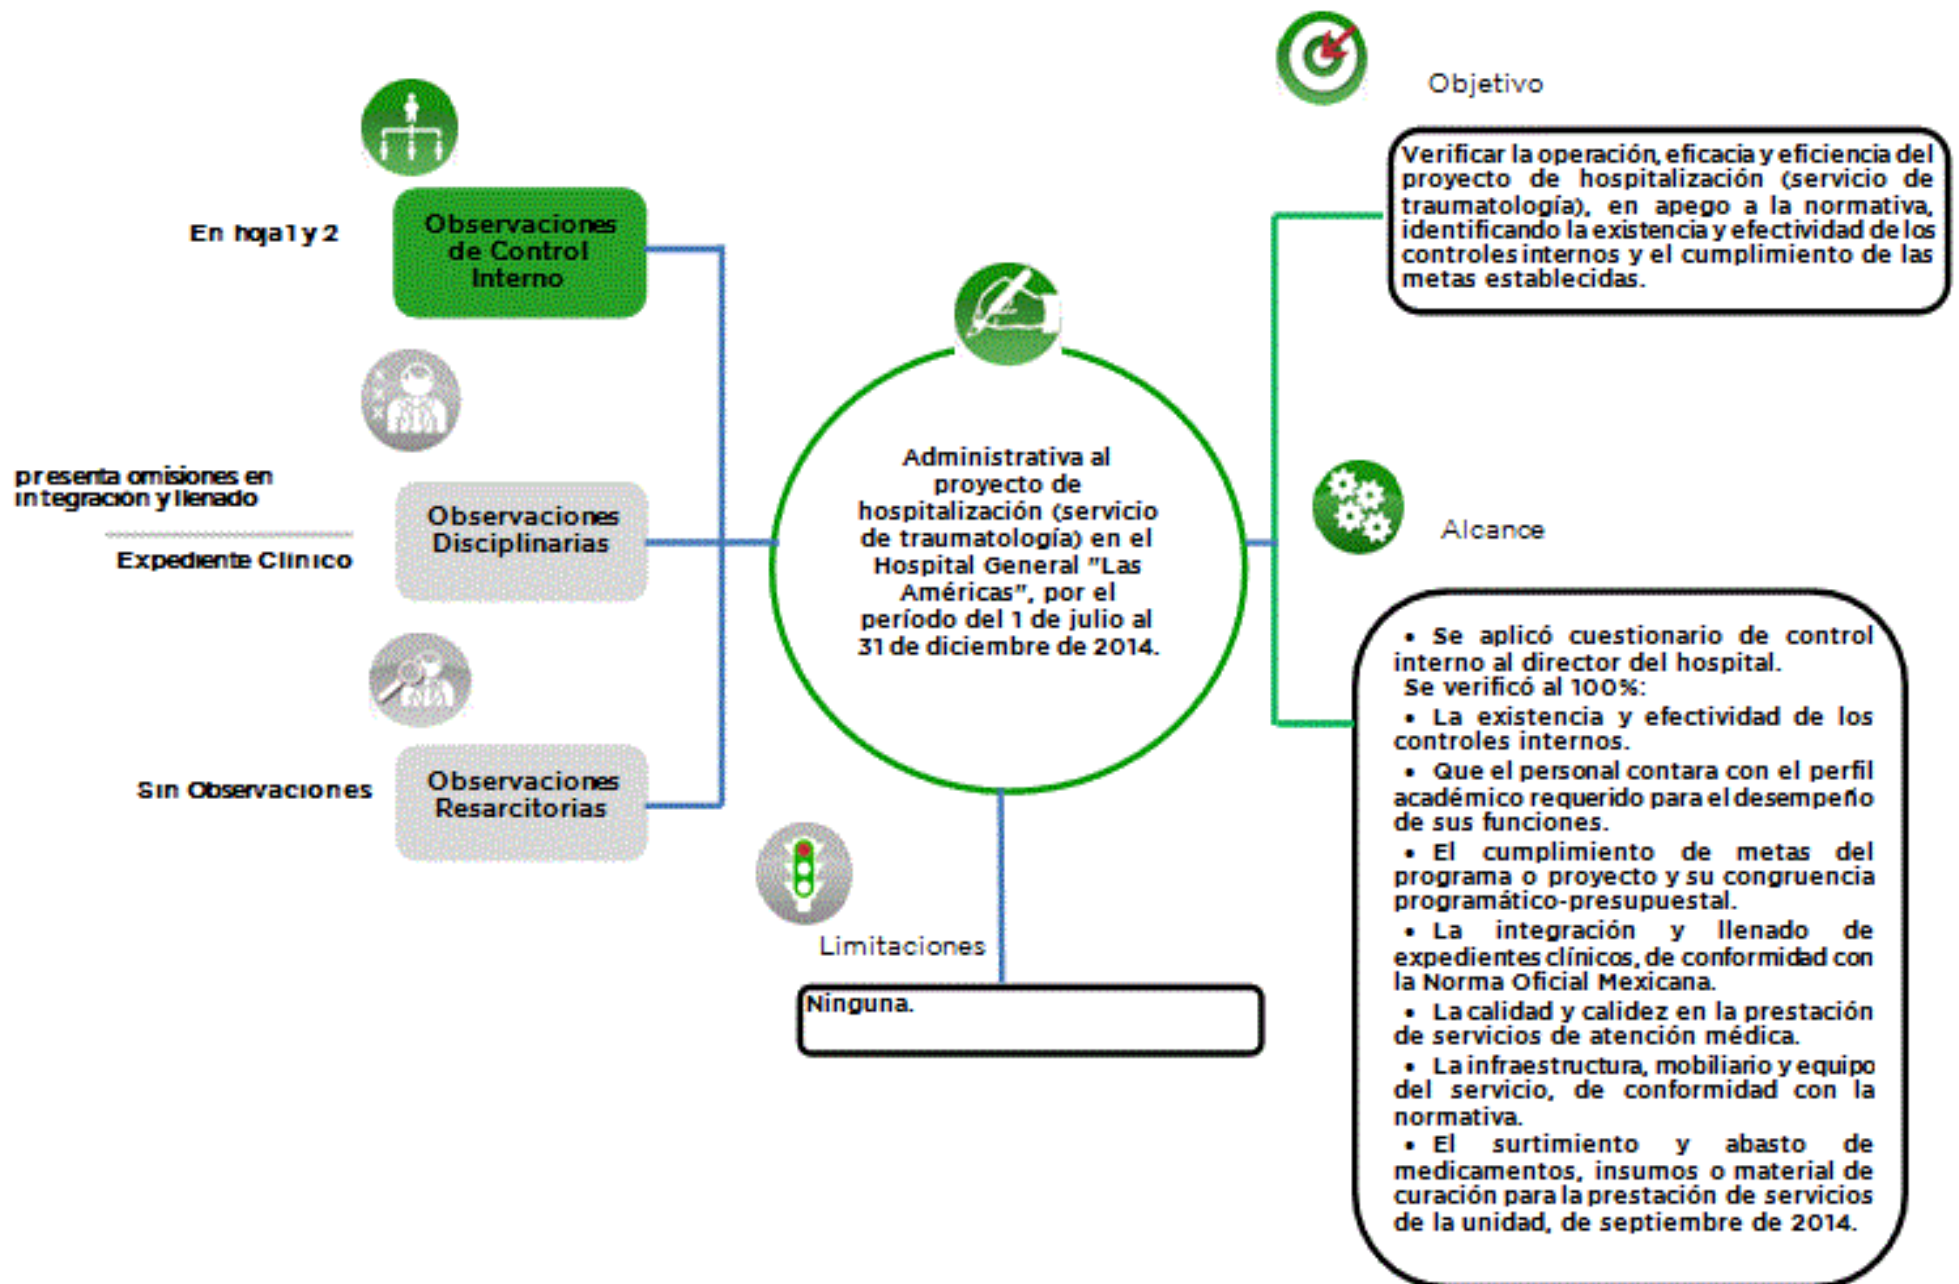 En hoja 1 y 2
Observaciones
de Control
Interno
presenta omisiones en
integración y llenado
Expediente Clínico
Observaciones
Disciplinarias
Sin Observaciones
Observaciones
Resarcitorias
Administrativa al
proyecto de
hospitalización (servicio
de traumatología) en el
Hospital General "Las
Américas", por el
período del 1 de julio al
31 de diciembre de 2014.
Limitaciones
Ninguna.
Objetivo
Verificar la operación, eficacia y eficiencia del
proyecto de hospitalización (servicio de
traumatología), en apego a la normativa,
identificando la existencia y efectividad de los
controles internos y el cumplimiento de las
metas establecidas.
Alcance
• Se aplicó cuestionario de control
interno al director del hospital.
Se verificó al 100%:
• La existencia y efectividad de los
controles internos.
• Que el personal contara con el perfil
académico requerido para el desempeño
de sus funciones.
• El cumplimiento de metas del
programa o proyecto y su congruencia
programático-presupuestal.
• La integración y llenado de
expedientes clínicos, de conformidad con
la Norma Oficial Mexicana.
• La calidad y calidez en la prestación
de servicios de atención médica.
• La infraestructura, mobiliario y equipo
del servicio, de conformidad con la
normativa.
• El surtimiento y abasto de
medicamentos, insumos o material de
curación para la prestación de servicios
de la unidad, de septiembre de 2014.